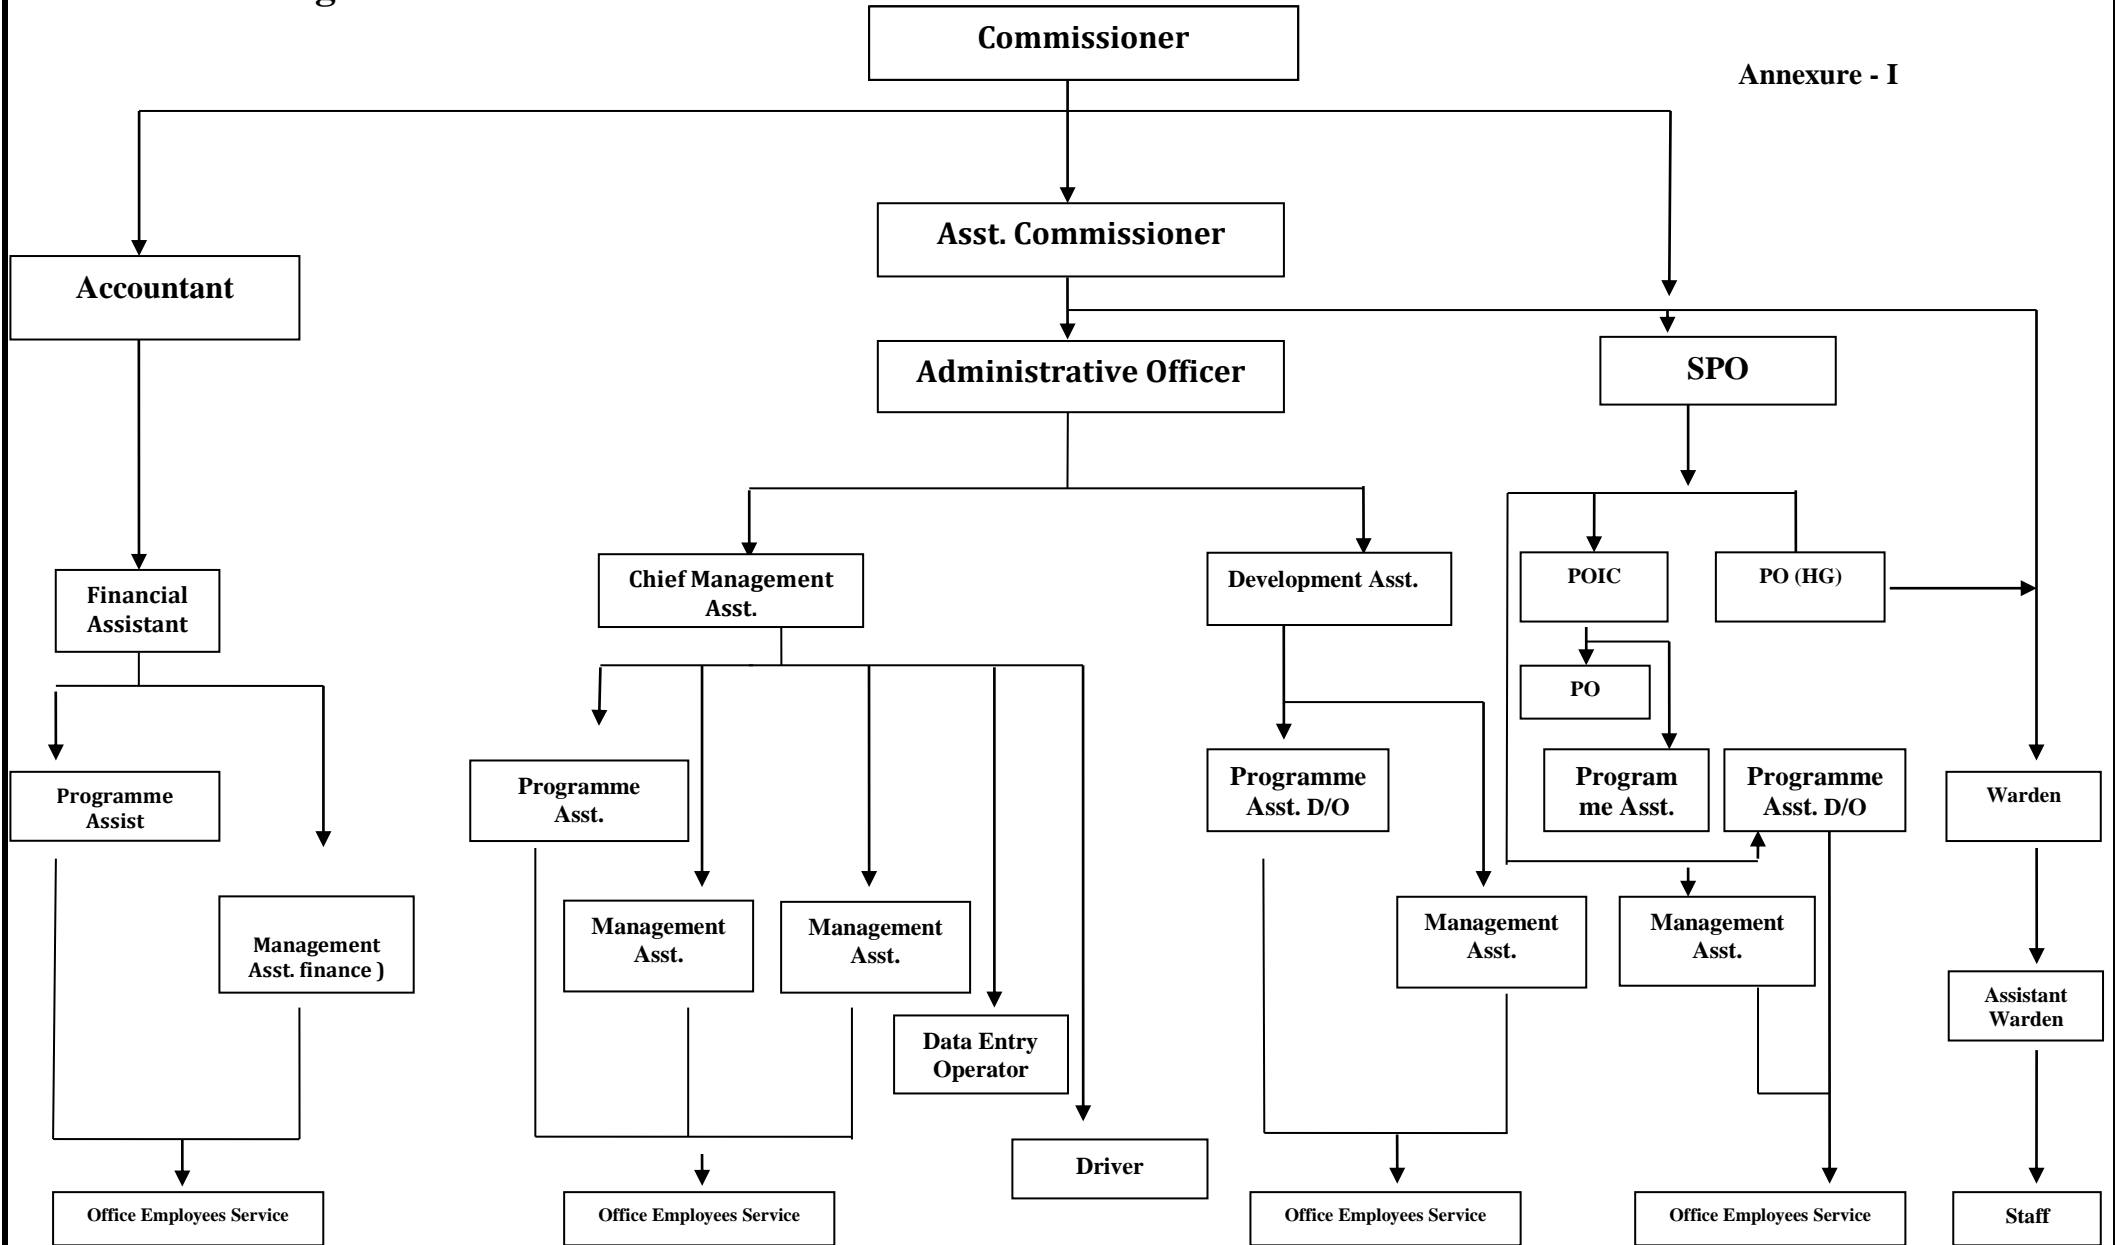 Commissioner
Annexure - I
Asst. Commissioner
Accountant
Administrative Officer
SPO
Chief Management
Asst.
Development Asst.
POIC
PO (HG)
Financial
Assistant
PO
Programme
Assist
Programme
Asst.
Programme
Asst. D/O
Program
me Asst.
Programme
Asst. D/O
Warden
Management
Asst. finance )
Management
Asst.
Management
Asst.
Management
Asst.
Management
Asst.
Assistant
Warden
Data Entry
Operator
Driver
Office Employees Service
Office Employees Service
Office Employees Service
Office Employees Service
Staff